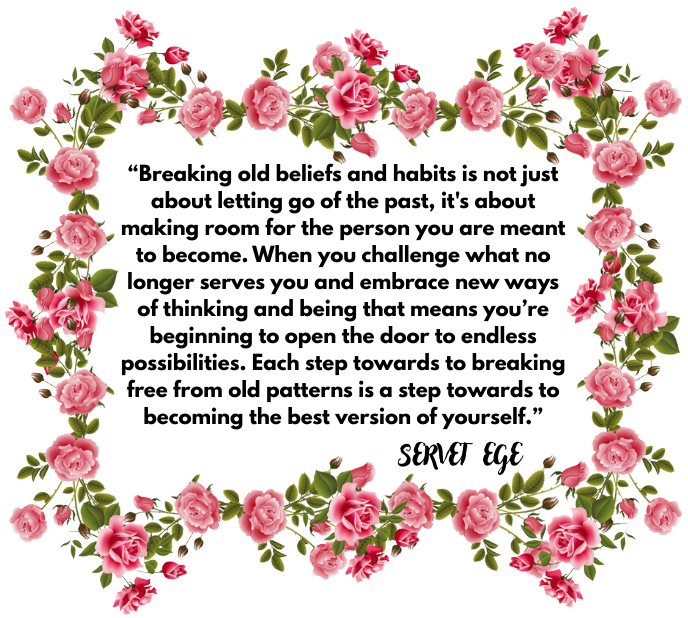 “Breaking old beliefs and habits is not just
about letting go of the past, it's about
making room for the person you are meant
to become. When you challenge what no
longer serves you and embrace new ways
of thinking and being that means you’re
beginning to open the door to endless
possibilities. Each step towards to breaking
free from old patterns is a step towards to
becoming the best version of yourself.”
SERVET EGE